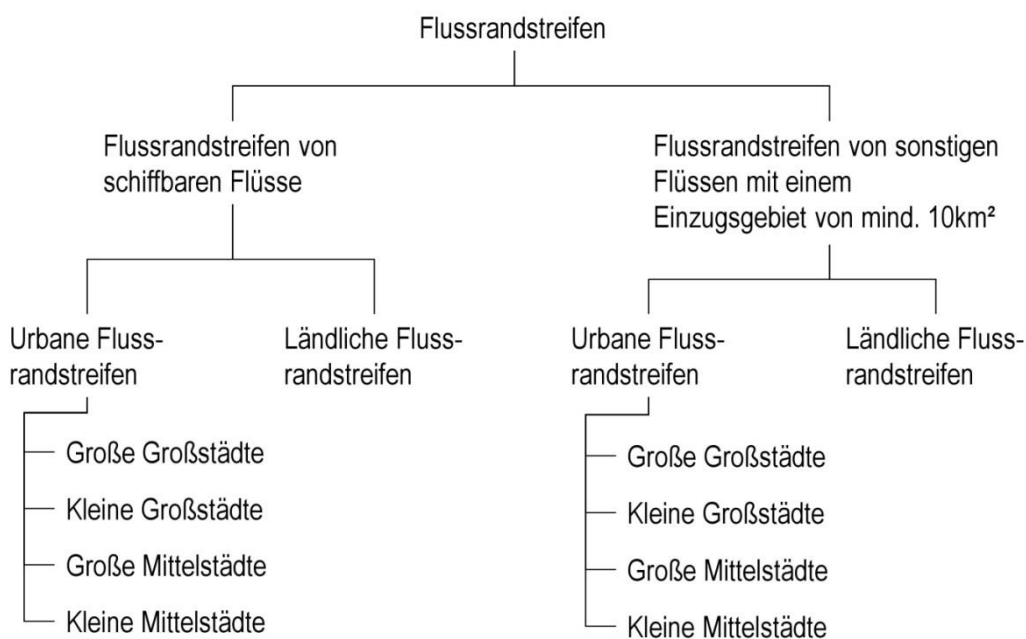 Flussrandstreifen
Flussrandstreifen von
schiffbaren Flüsse
Flussrandstreifen von sonstigen
Flüssen mit einem
Einzugsgebiet von mind. 10km²
Urbane Fluss-
randstreifen
Ländliche Fluss-
randstreifen
Große Großstädte
Kleine Großstädte
Große Mittelstädte
Kleine Mittelstädte
Urbane Fluss-
randstreifen
Ländliche Fluss-
randstreifen
Große Großstädte
Kleine Großstädte
Große Mittelstädte
Kleine Mittelstädte